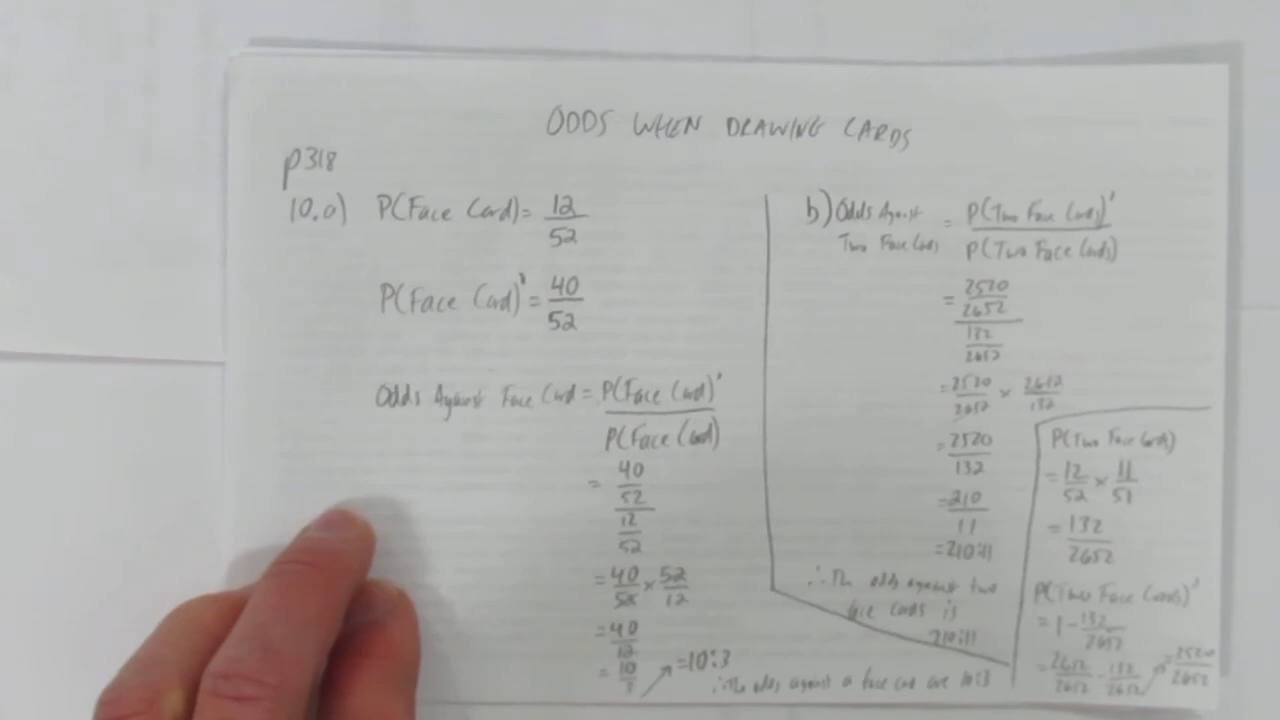 ODDS WHEN DRAWING CARDS
p318
10.a) P(Face Card) = 12/52
P(Face Card)' = 40/52
Odds Against Face Card = P(Face Card)' / P(Face Card)
= 40/52 / 12/52
= 40/52 × 52/12
= 40/12
= 10/3
= 10:3
∴ The odds against a face card are 10:3
b) Odds Against Two Face Cards = P(Two Face Cards)' / P(Two Face Cards)
= 2520/2652 / 132/2652
= 2520/2652 × 2652/132
= 2520/132
= 210/11
= 210:11
∴ The odds against two
face cards is
210:11
P(Two Face Cards)
= 12/52 × 11/51
= 132/2652
P(Two Face Cards)'
= 1 - 132/2652
= 2652/2652 - 132/2652
= 2520/2652